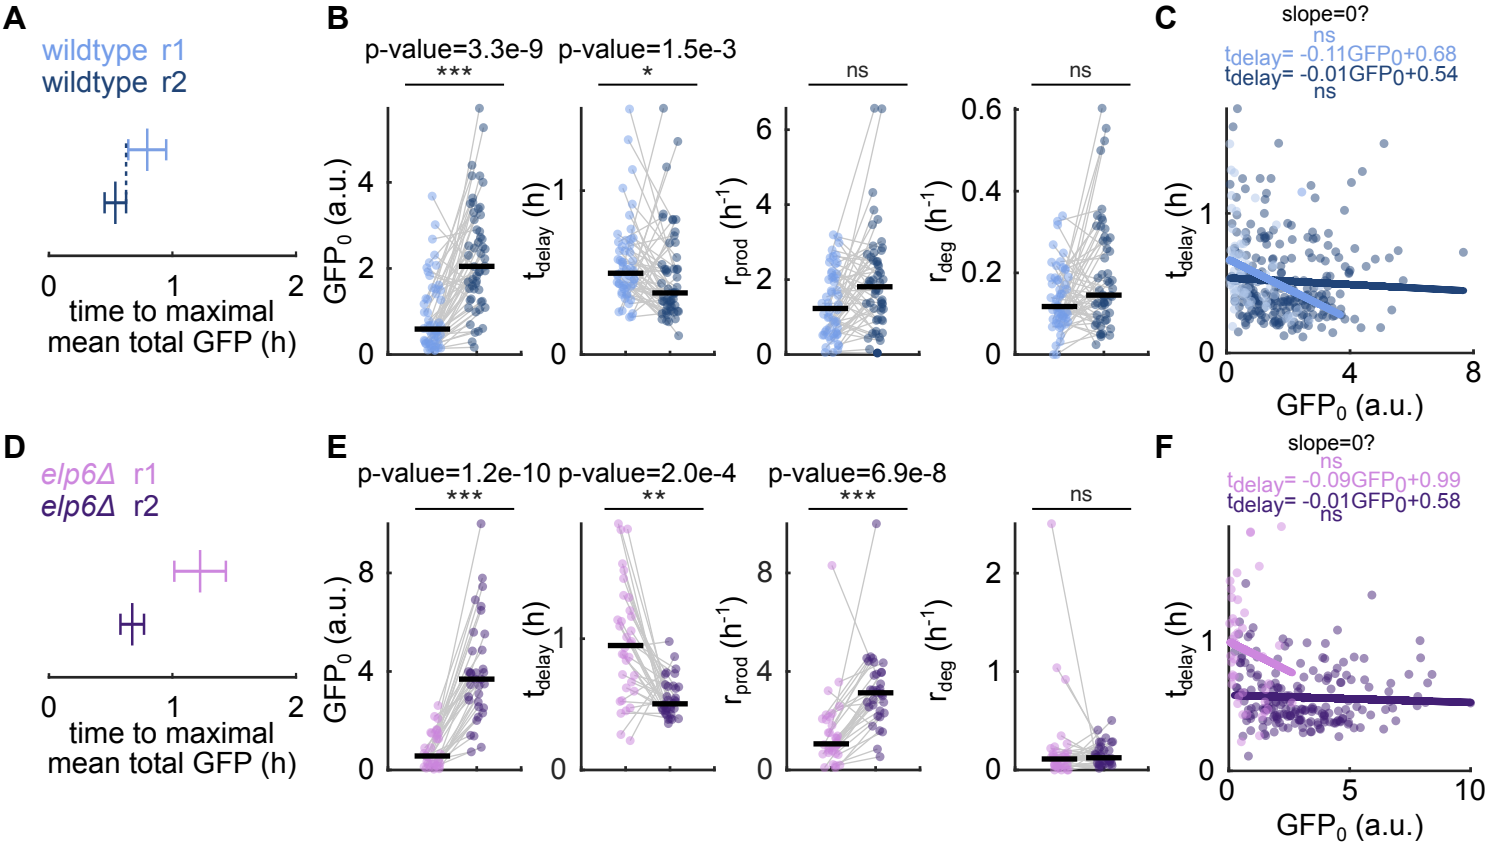 A
wildtype r1
wildtype r2
0 1 2
time to maximal
mean total GFP (h)
B
p-value=3.3e-9 p-value=1.5e-3
*** * ns ns
GFP0 (a.u.)
0 2 4
tdelay (h)
0 1
rprod (h-1)
0 2 4 6
rdeg (h-1)
0 0.2 0.4 0.6
C
slope=0?
ns
tdelay= -0.11GFP0+0.68
tdelay= -0.01GFP0+0.54
ns
tdelay (h)
0 1
0 4 8
GFP0 (a.u.)
D
elp6Δ r1
elp6Δ r2
0 1 2
time to maximal
mean total GFP (h)
E
p-value=1.2e-10 p-value=2.0e-4 p-value=6.9e-8
*** ** *** ns
GFP0 (a.u.)
0 4 8
tdelay (h)
0 1
rprod (h-1)
0 4 8
rdeg (h-1)
0 1 2
F
slope=0?
ns
tdelay= -0.09GFP0+0.99
tdelay= -0.01GFP0+0.58
ns
tdelay (h)
0 1
0 5 10
GFP0 (a.u.)